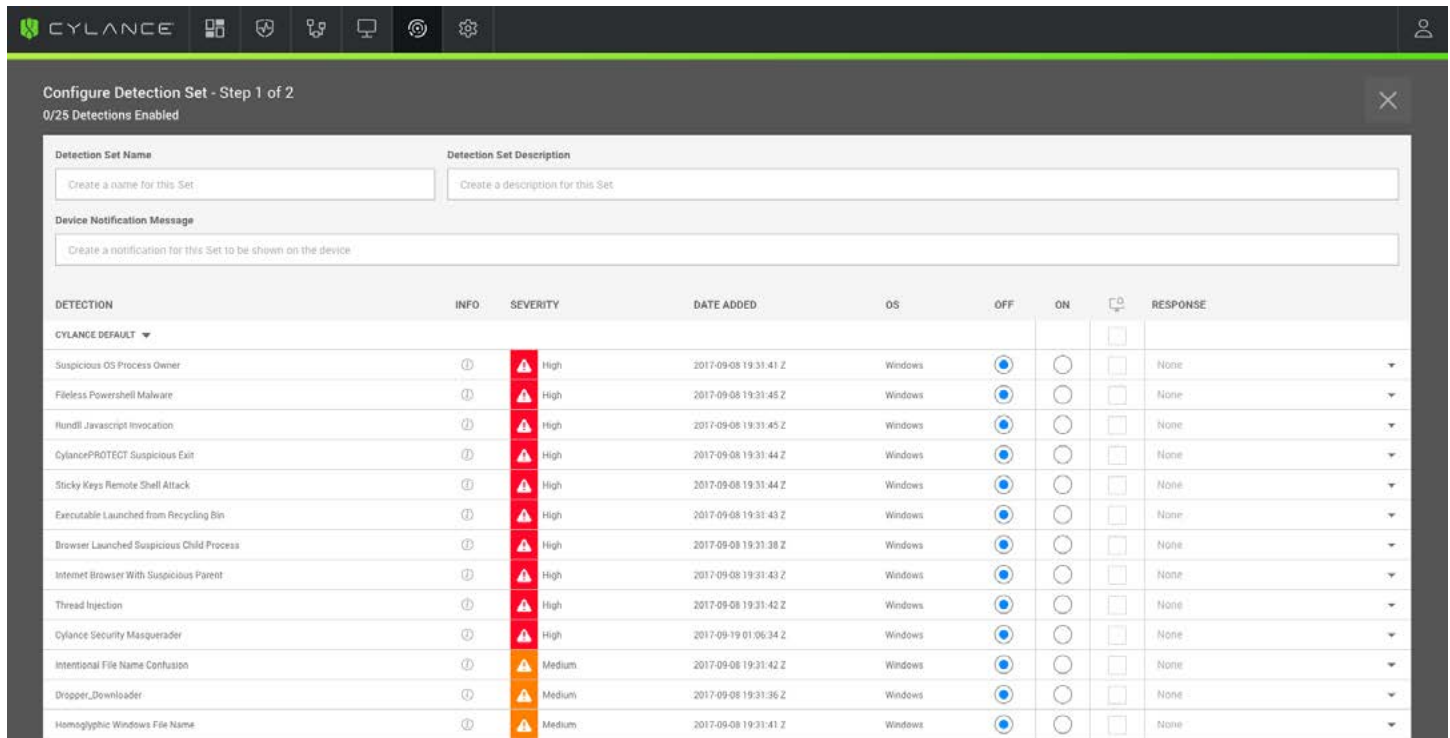 CYLANCE
Configure Detection Set - Step 1 of 2
0/25 Detections Enabled
Detection Set Name Detection Set Description
Create a name for this Set Create a description for this Set
Device Notification Message
Create a notification for this Set to be shown on the device
DETECTION INFO SEVERITY DATE ADDED OS OFF ON RESPONSE
CYLANCE DEFAULT
Suspicious OS Process Owner High 2017-09-08 19:31:41 Z Windows None
Fileless Powershell Malware High 2017-09-08 19:31:45 Z Windows None
Rundll Javascript Invocation High 2017-09-08 19:31:45 Z Windows None
CylancePROTECT Suspicious Exit High 2017-09-08 19:31:44 Z Windows None
Sticky Keys Remote Shell Attack High 2017-09-08 19:31:44 Z Windows None
Executable Launched from Recycling Bin High 2017-09-08 19:31:43 Z Windows None
Browser Launched Suspicious Child Process High 2017-09-08 19:31:38 Z Windows None
Internet Browser With Suspicious Parent High 2017-09-08 19:31:43 Z Windows None
Thread Injection High 2017-09-08 19:31:42 Z Windows None
Cylance Security Masquerader High 2017-09-19 01:06:34 Z Windows None
Intentional File Name Confusion Medium 2017-09-08 19:31:42 Z Windows None
Dropper_Downloader Medium 2017-09-08 19:31:36 Z Windows None
Homoglyphic Windows File Name Medium 2017-09-08 19:31:41 Z Windows None